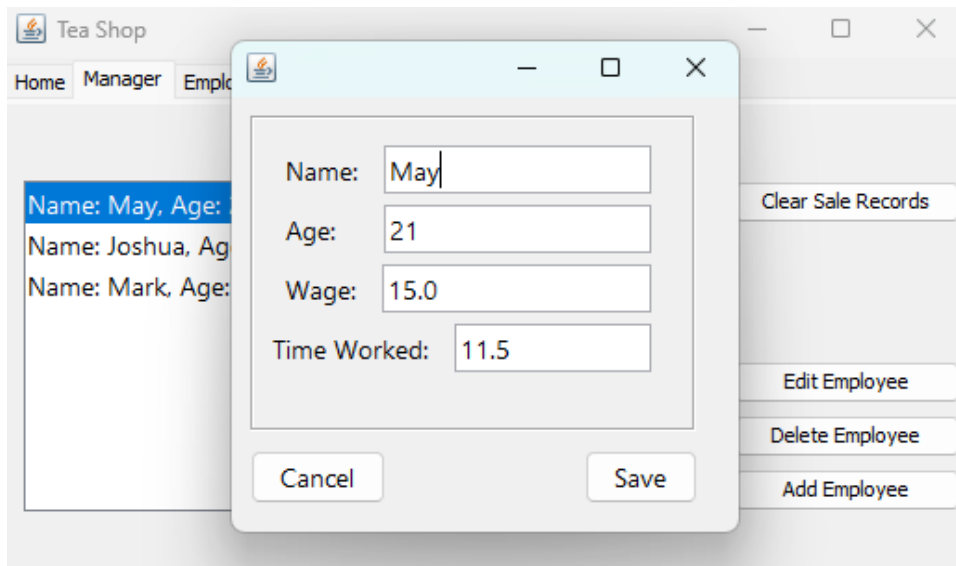 Tea Shop
Home Manager Emplo
Name: May
Age: 21
Wage: 15.0
Time Worked: 11.5
Cancel Save
Name: May, Age:
Name: Joshua, Ag
Name: Mark, Age:
Clear Sale Records
Edit Employee
Delete Employee
Add Employee